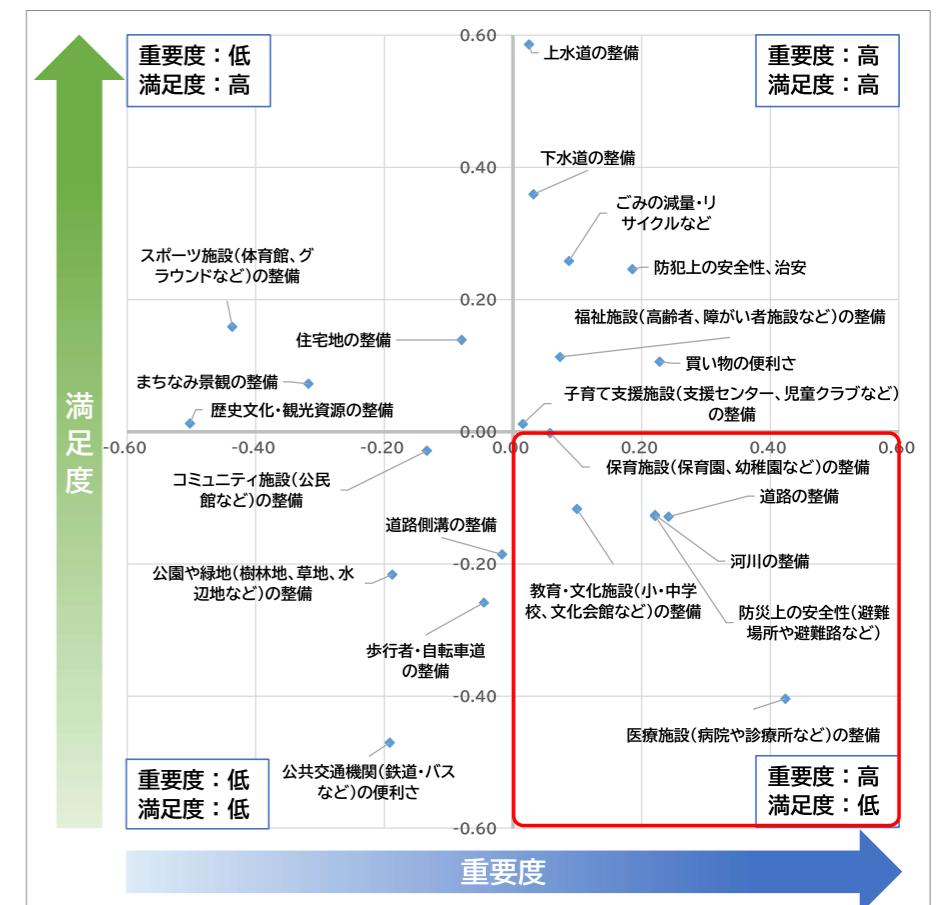 重要度：低
満足度：高
重要度：高
満足度：高
0.60
上水道の整備
0.40
下水道の整備
ごみの減量・リ
サイクルなど
スポーツ施設（体育館、グ
ラウンドなど）の整備
防犯上の安全性、治安
0.20
福祉施設（高齢者、障がい者施設など）の整備
住宅地の整備
買い物の便利さ
まちなみ景観の整備
子育て支援施設（支援センター、児童クラブなど）
の整備
歴史文化・観光資源の整備
満足度
0.00
-0.60
-0.40
-0.20
0.00
0.20
0.40
0.60
保育施設（保育園、幼稚園など）の整備
コミュニティ施設（公民
館など）の整備
道路の整備
道路側溝の整備
河川の整備
-0.20
公園や緑地（樹林地、草地、水
辺地など）の整備
教育・文化施設（小・中学
校、文化会館など）の整備
防災上の安全性（避難
場所や避難路など）
歩行者・自転車道
の整備
-0.40
医療施設（病院や診療所など）の整備
公共交通機関（鉄道・バス
など）の便利さ
重要度：低
満足度：低
重要度：高
満足度：低
-0.60
重要度